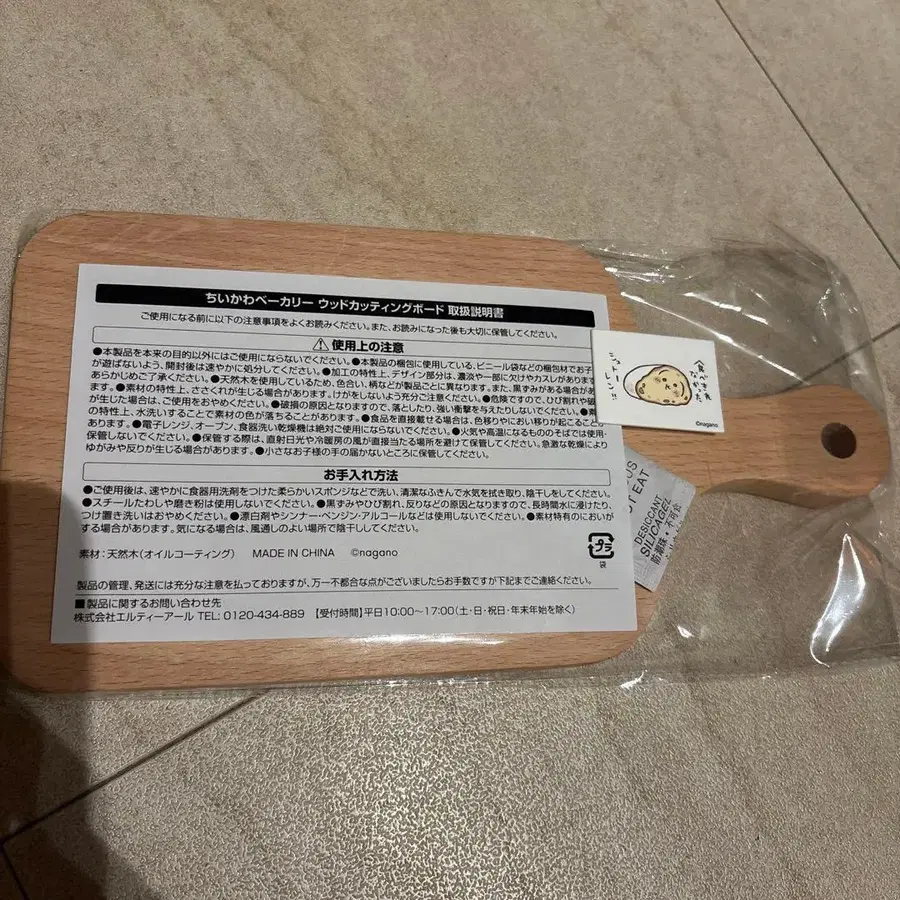 ちいかわベーカリー ウッドカッティングボード 取扱説明書
ご使用になる前に以下の注意事項をよくお読みください。また、お読みになった後も大切に保管してください。
使用上の注意
●本製品を本来の目的以外にはご使用にならないでください。●本製品の梱包に使用している、ビニール袋などの梱包材でお子
が遊ばないよう、開封後は速やかに処分してください。●加工の特性上、デザイン部分は、濃淡や一部に欠けやカスレがあります
あらかじめご了承ください。●天然木を使用しているため、色合い、柄などが製品ごとに異なります。また、黒ずみがある場合が
す。●素材の特性上、ささくれが生じる場合があります。けがをしないよう充分ご注意ください。●危険ですので、ひび割れや破
が生じた場合は、ご使用をおやめください。●破損の原因となりますので、落としたり、強い衝撃を与えたりしないでください。●素
の特性上、水洗いすることで素材の色が落ちることがあります。●食品を直接載せる場合は、色移りやにおい移りが起こること
す。●電子レンジ、オーブン、食器洗い乾燥機は絶対ご使用にならないでください。●火気や高温になるもののそばでは使用・
保管しないでください。●保管する際は、直射日光や冷暖房の風が直接当たる場所を避けて保管してください。急激な乾燥により
ゆがみや反りが生じる場合があります。●小さなお子様の手の届かないところに保管してください。
お手入れ方法
●ご使用後は、速やかに食器用洗剤をつけた柔らかいスポンジなどで洗い、清潔なふきんで水気を拭き取り、陰干しをしてください。
●スチールたわしや磨き粉は使用しないでください。●黒ずみやひび割れ、反りなどの原因となりますので、長時間水に浸けたり、
つけ置き洗いはおやめください。●漂白剤やシンナー・ベンジン・アルコールなどは使用しないでください。●素材特有のにおいが
する場合があります。気になる場合は、風通しのよい場所で陰干ししてください。
素材:天然木(オイルコーティング) MADE IN CHINA ©nagano
プラ
袋
製品の管理、発送には充分な注意を払っておりますが、万一不都合な点がございましたらお手数ですが下記までご連絡ください。
■製品に関するお問い合わせ先
株式会社エルティーアール TEL: 0120-434-889 【受付時間】平日10:00〜17:00(土・日・祝日・年末年始を除く)
©nagano
EAT
DESICCANT
SILICAGEL
防潮珠・不可食